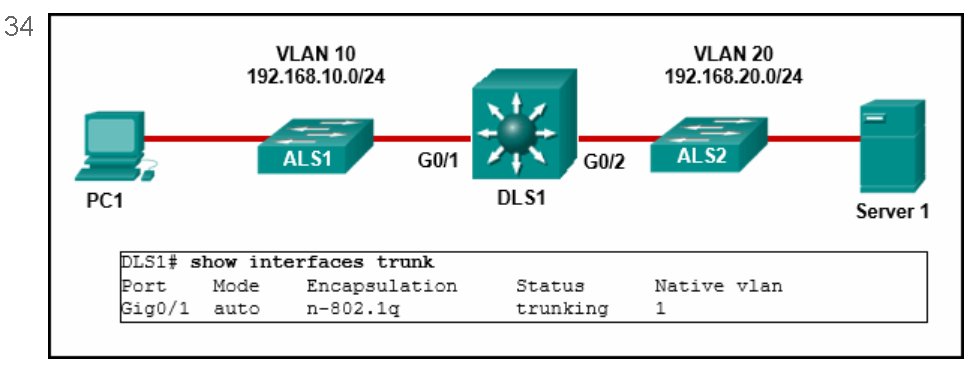 34
VLAN 10
192.168.10.0/24
VLAN 20
192.168.20.0/24
ALS1
G0/1
G0/2
ALS2
PC1
DLS1
Server 1
DLS1# show interfaces trunk
Port Mode Encapsulation Status Native vlan
Gig0/1 auto n-802.1q trunking 1